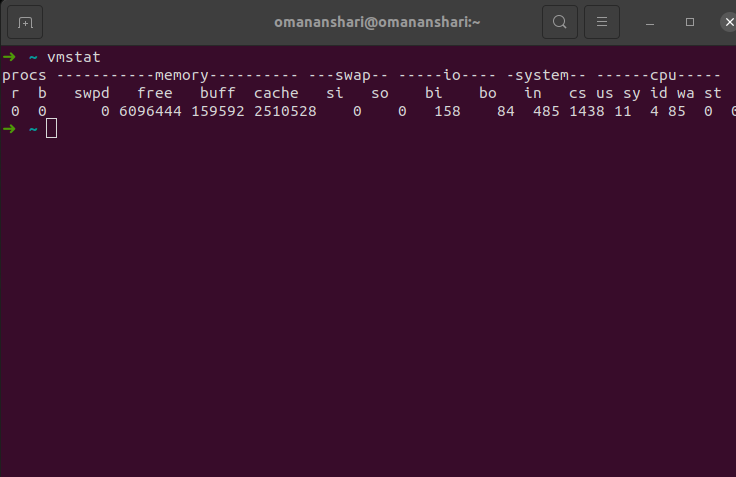 omananshari@omananshari:~
➜ ~ vmstat
procs -----------memory---------- ---swap-- -----io---- -system-- ------cpu-----
 r  b   swpd   free   buff  cache   si   so    bi    bo   in   cs us sy id wa st
 0  0      0 6096444 159592 2510528    0    0   158    84  485 1438 11  4 85  0  0
➜ ~